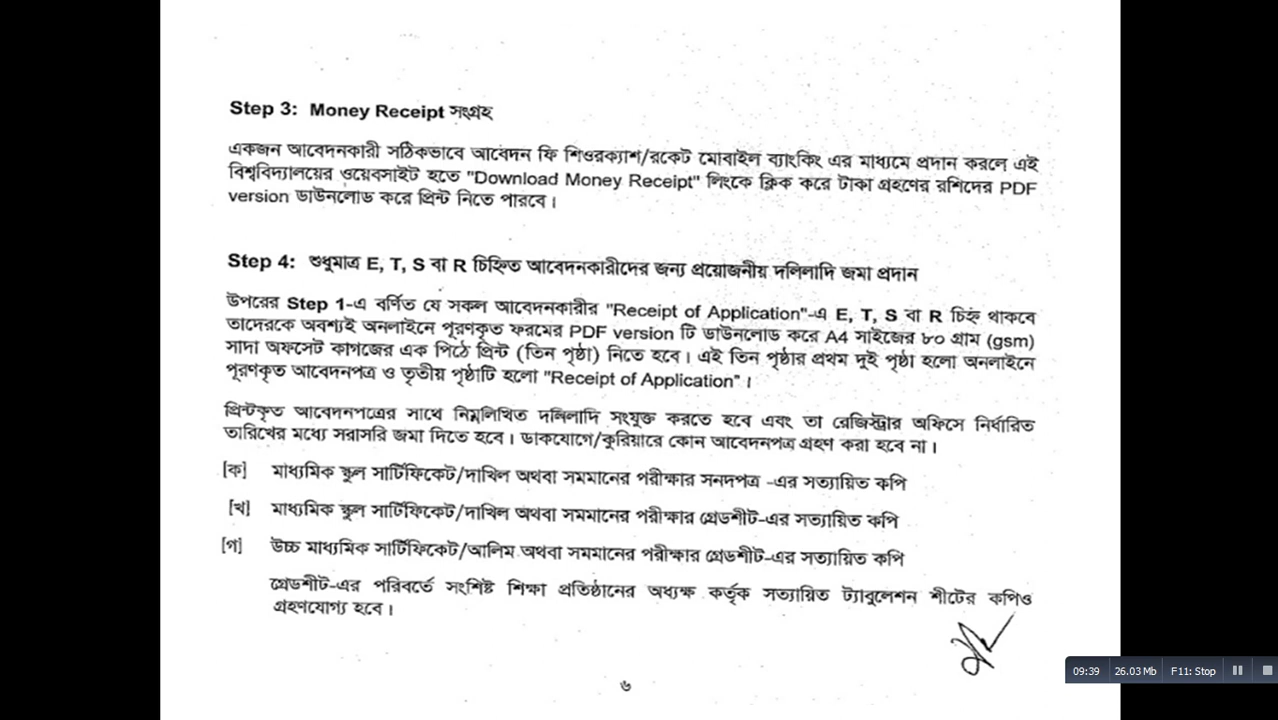 Step 3: Money Receipt সংগ্রহ
একজন আবেদনকারী সঠিকভাবে আবেদন ফি শিওরক্যাশ/রকেট মোবাইল ব্যাংকিং এর মাধ্যমে প্রদান করলে এই
বিশ্ববিদ্যালয়ের ওয়েবসাইট হতে "Download Money Receipt" লিংকে ক্লিক করে টাকা গ্রহণের রশিদের PDF
version ডাউনলোড করে প্রিন্ট নিতে পারবে।
Step 4: শুধুমাত্র E, T, S বা R চিহ্নিত আবেদনকারীদের জন্য প্রয়োজনীয় দলিলাদি জমা প্রদান
উপরের Step 1-এ বর্ণিত যে সকল আবেদনকারীর "Receipt of Application"-এ E, T, S বা R চিহ্ন থাকবে
তাদেরকে অবশ্যই অনলাইনে পূরণকৃত ফরমের PDF version টি ডাউনলোড করে A4 সাইজের ৮০ গ্রাম (gsm)
সাদা অফসেট কাগজের এক পিঠে প্রিন্ট (তিন পৃষ্ঠা) নিতে হবে। এই তিন পৃষ্ঠার প্রথম দুই পৃষ্ঠা হলো অনলাইনে
পূরণকৃত আবেদনপত্র ও তৃতীয় পৃষ্ঠাটি হলো "Receipt of Application"।
প্রিন্টকৃত আবেদনপত্রের সাথে নিম্নলিখিত দলিলাদি সংযুক্ত করতে হবে এবং তা রেজিস্ট্রার অফিসে নির্ধারিত
তারিখের মধ্যে সরাসরি জমা দিতে হবে। ডাকযোগে/কুরিয়ারে কোন আবেদনপত্র গ্রহণ করা হবে না।
[ক] মাধ্যমিক স্কুল সার্টিফিকেট/দাখিল অথবা সমমানের পরীক্ষার সনদপত্র -এর সত্যায়িত কপি
[খ] মাধ্যমিক স্কুল সার্টিফিকেট/দাখিল অথবা সমমানের পরীক্ষার গ্রেডশীট-এর সত্যায়িত কপি
[গ] উচ্চ মাধ্যমিক সার্টিফিকেট/আলিম অথবা সমমানের পরীক্ষার গ্রেডশীট-এর সত্যায়িত কপি
গ্রেডশীট-এর পরিবর্তে সংশিষ্ট শিক্ষা প্রতিষ্ঠানের অধ্যক্ষ কর্তৃক সত্যায়িত ট্যাবুলেশন শীটের কপিও
গ্রহণযোগ্য হবে।
৬
09:39 26.03 Mb F11: Stop